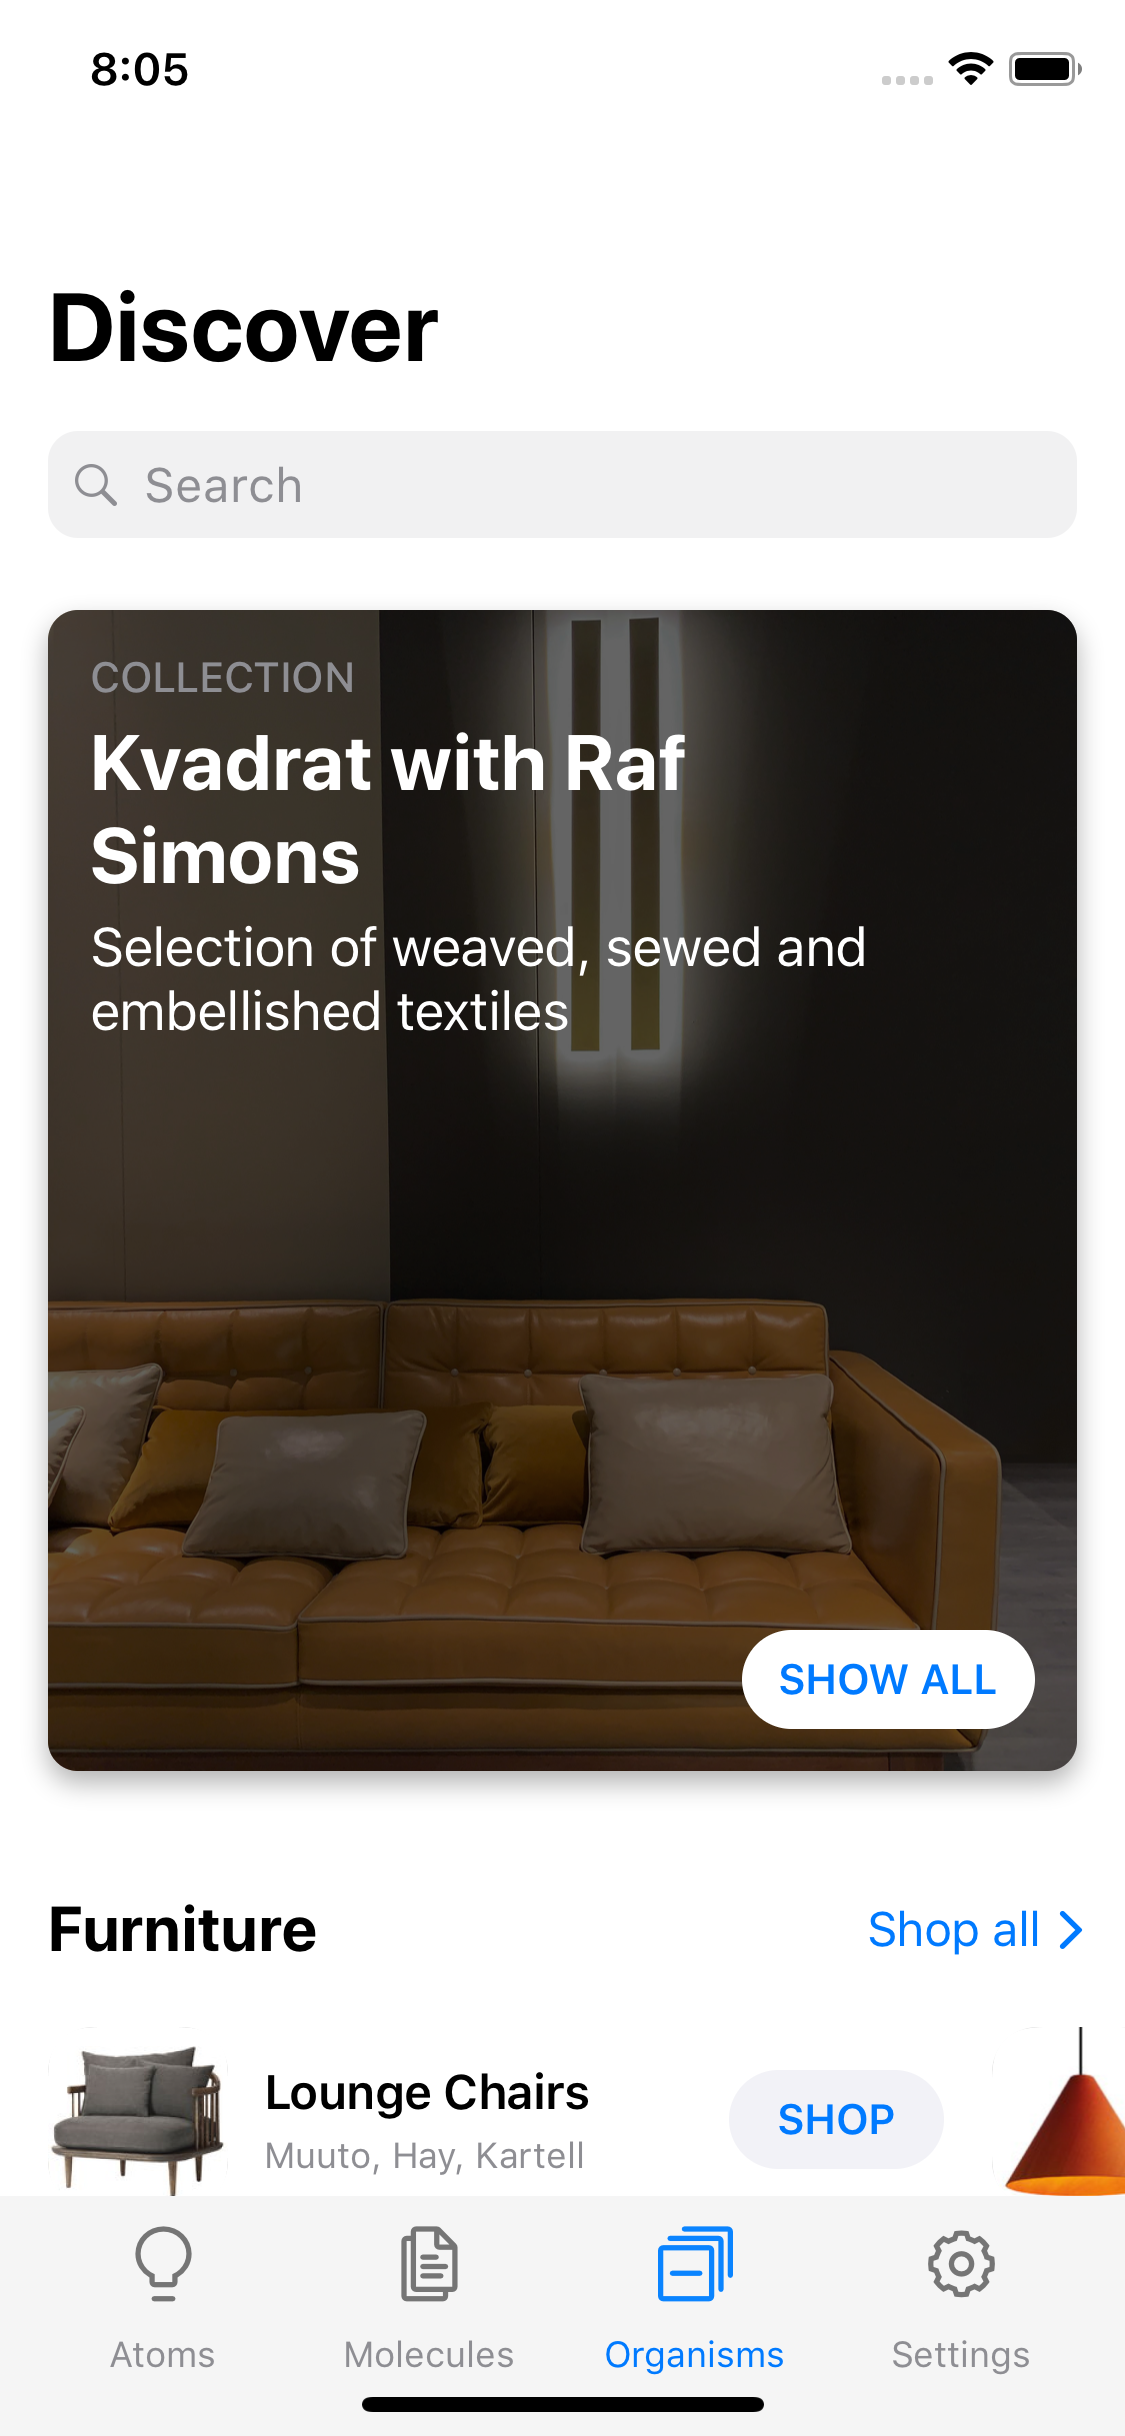 8:05
Discover
Search
COLLECTION
Kvadrat with Raf
Simons
Selection of weaved, sewed and
embellished textiles
SHOW ALL
Furniture
Shop all
Lounge Chairs
Muuto, Hay, Kartell
SHOP
Atoms
Molecules
Organisms
Settings